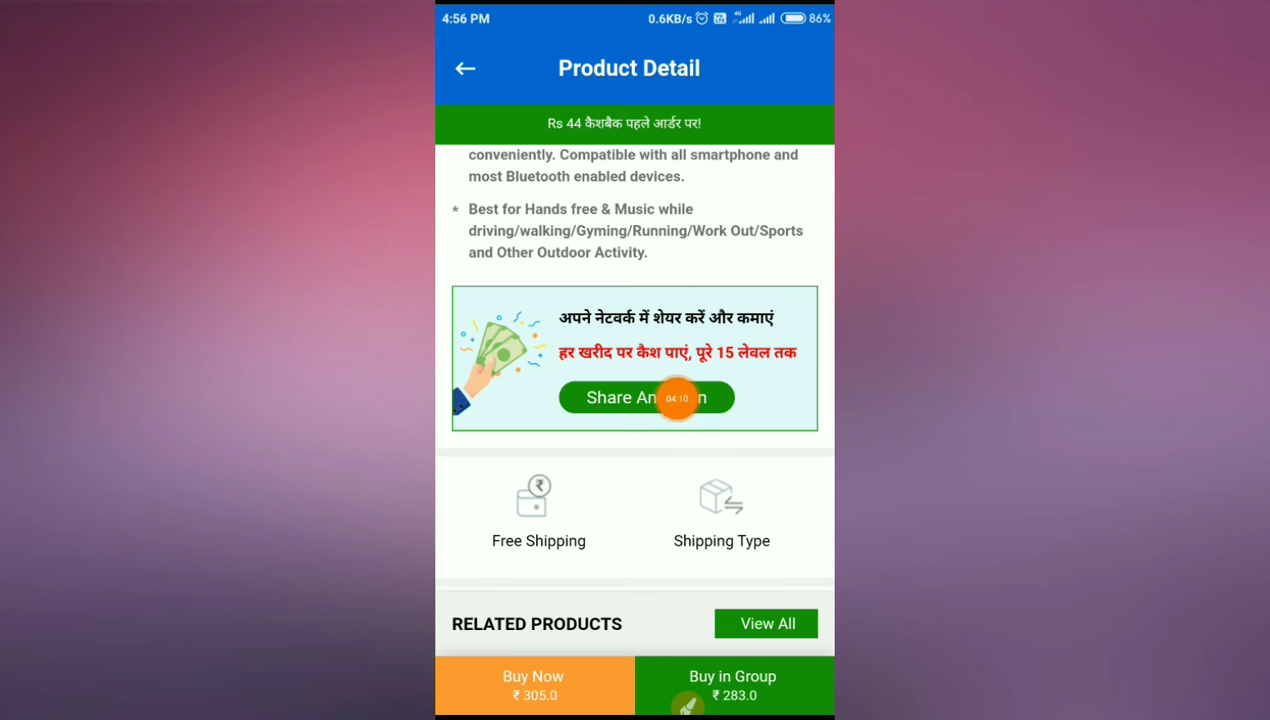 4:56 PM
0.6KB/s
4G
86%
Product Detail
Rs 44 कैशबैक पहले आर्डर पर!
conveniently. Compatible with all smartphone and
most Bluetooth enabled devices.
* Best for Hands free & Music while
driving/walking/Gyming/Running/Work Out/Sports
and Other Outdoor Activity.
अपने नेटवर्क में शेयर करें और कमाएं
हर खरीद पर कैश पाएं, पूरे 15 लेवल तक
Share
04:10
Free Shipping
Shipping Type
RELATED PRODUCTS
View All
Buy Now
₹ 305.0
Buy in Group
₹ 283.0